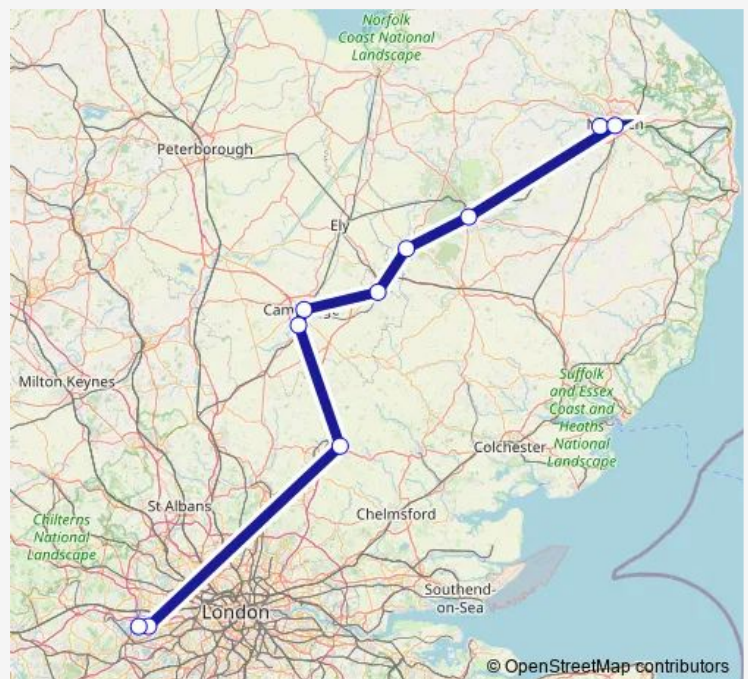 Norfolk
Coast National
Landscape
Peterborough
Ely
Milton Keynes
Suffolk
and Essex
Coast and
Heaths
National
Landscape
Colchester
St Albans
Chelmsford
Chilterns
National
Landscape
Southend-
on-Sea
London
© OpenStreetMap contributors